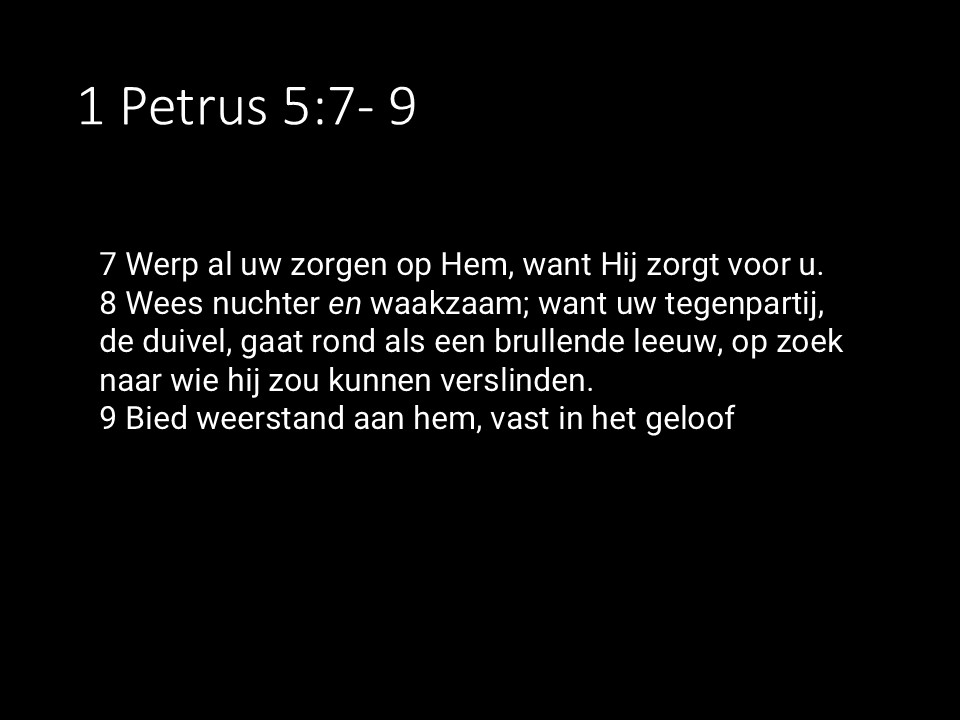 1 Petrus 5:7- 9
7 Werp al uw zorgen op Hem, want Hij zorgt voor u.
8 Wees nuchter en waakzaam; want uw tegenpartij,
de duivel, gaat rond als een brullende leeuw, op zoek
naar wie hij zou kunnen verslinden.
9 Bied weerstand aan hem, vast in het geloof